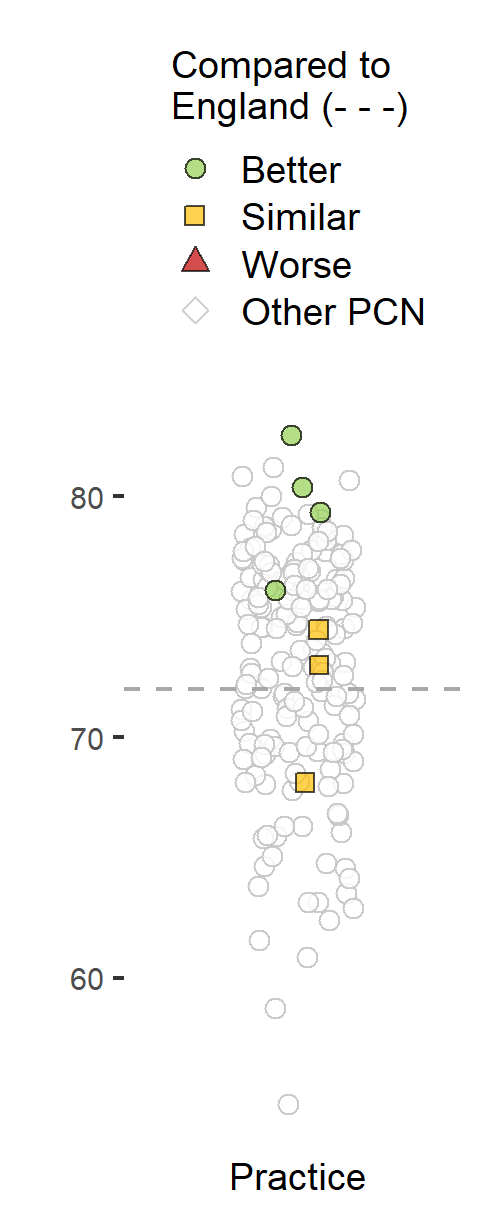 Compared to
England (- - -)
Better
Similar
Worse
Other PCN
80
70
60
Practice